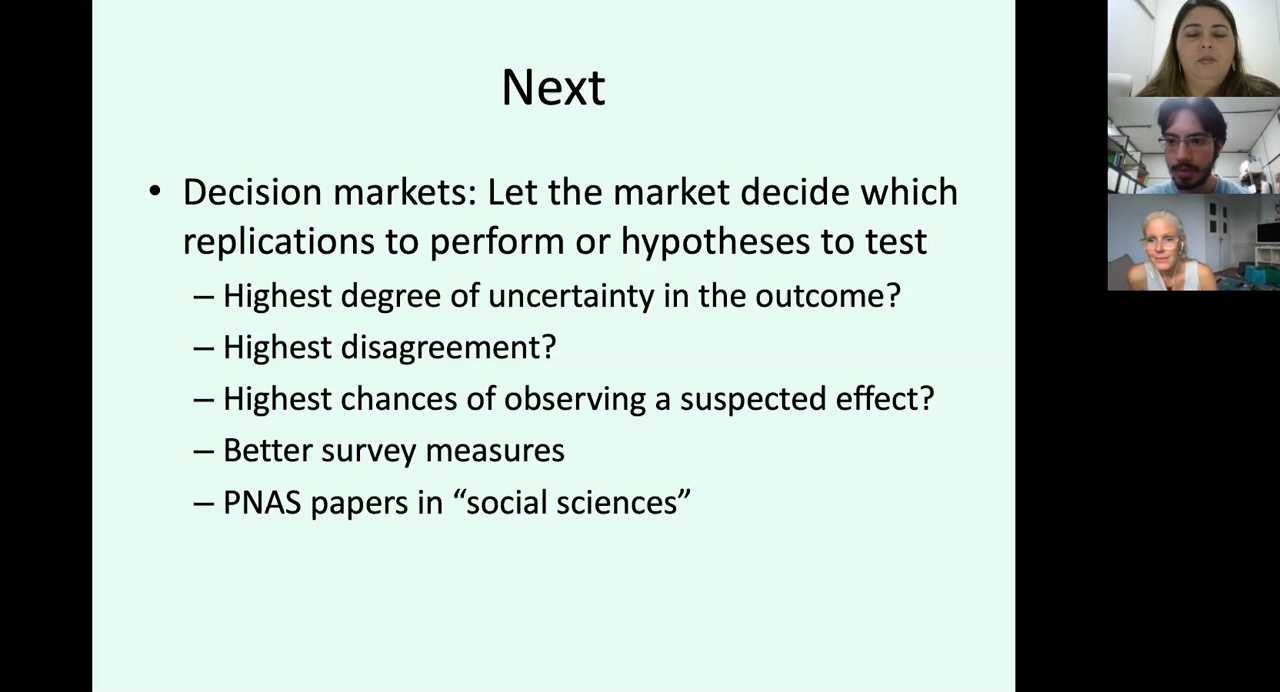 Next
• Decision markets: Let the market decide which
replications to perform or hypotheses to test
– Highest degree of uncertainty in the outcome?
– Highest disagreement?
– Highest chances of observing a suspected effect?
– Better survey measures
– PNAS papers in “social sciences”